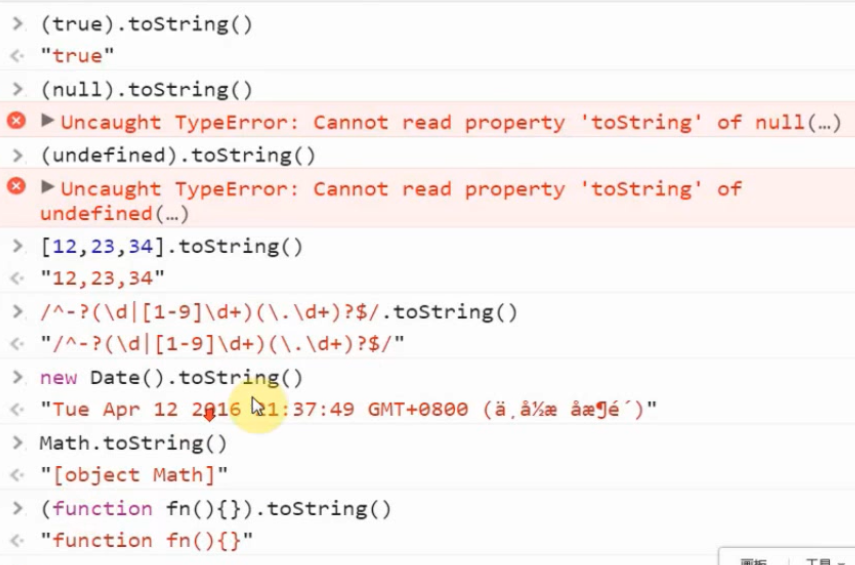 (true).toString()
"true"
(null).toString()
Uncaught TypeError: Cannot read property 'toString' of null(…)
(undefined).toString()
Uncaught TypeError: Cannot read property 'toString' of
undefined(…)
[12,23,34].toString()
"12,23,34"
/^-?(\d|[1-9]\d+)(\.\d+)?$/.toString()
"/^-?(\d|[1-9]\d+)(\.\d+)?$/"
new Date().toString()
"Tue Apr 12 2016 21:37:49 GMT+0800 (ä¸­å½æ åæ¶é´)"
Math.toString()
"[object Math]"
(function fn(){}).toString()
"function fn(){}"